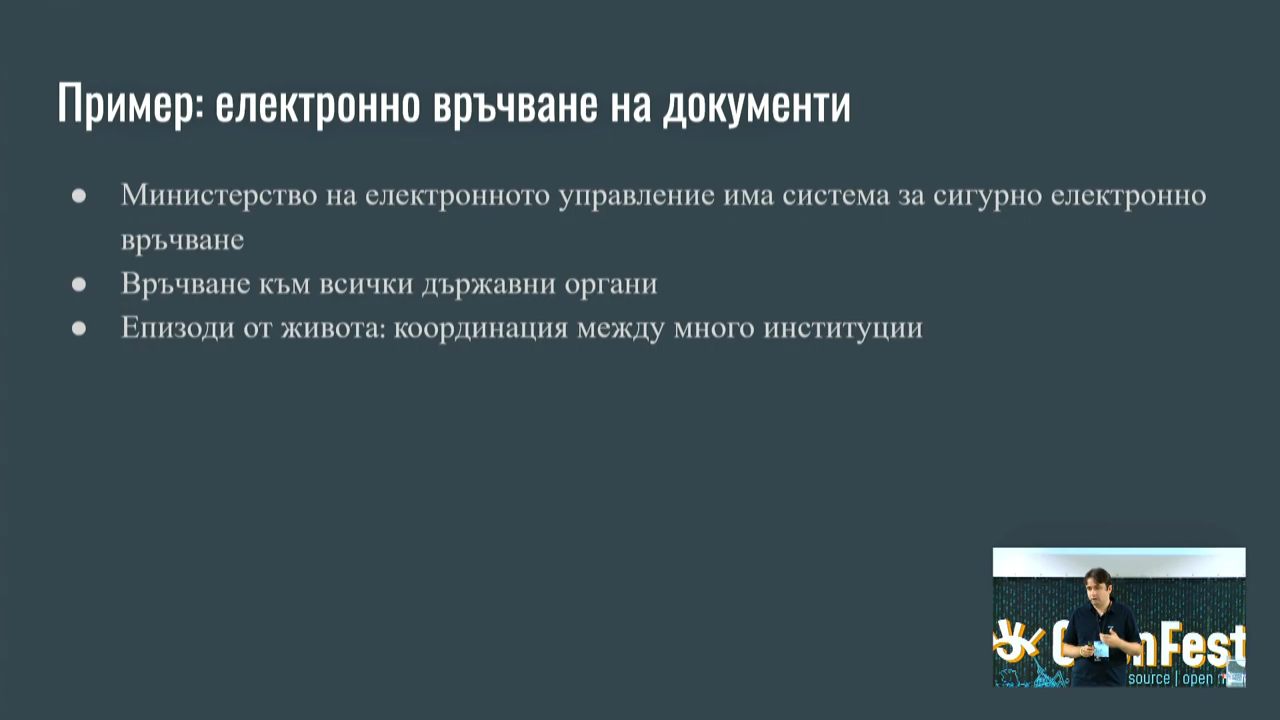 Пример: електронно връчване на документи
● Министерство на електронното управление има система за сигурно електронно
връчване
● Връчване към всички държавни органи
● Епизоди от живота: координация между много институции
nFest
source | open